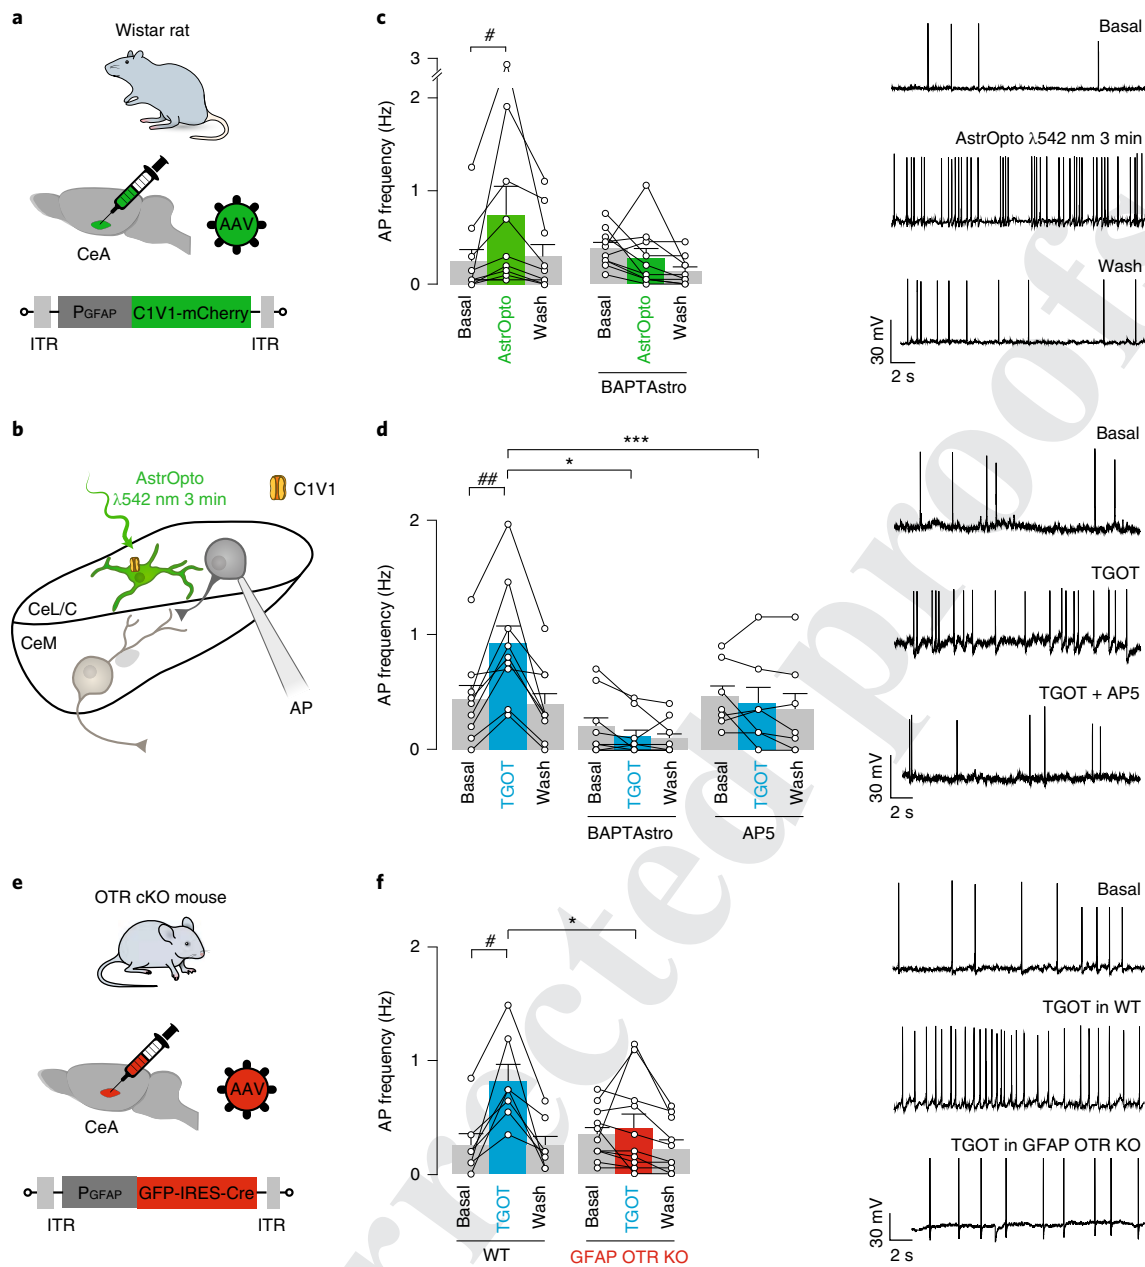 a
Wistar rat
AAV
CeA
PGFAP C1V1-mCherry
ITR ITR
b
AstrOpto
λ542 nm 3 min
C1V1
CeL/C
CeM
AP
c
#
AP frequency (Hz)
3
2
1
0
Basal
AstrOpto
Wash
Basal
AstrOpto
Wash
BAPTAstro
Basal
AstrOpto λ542 nm 3 min
Wash
30 mV
2 s
d
***
*
##
AP frequency (Hz)
2
1
0
Basal
TGOT
Wash
Basal
TGOT
Wash
BAPTAstro
Basal
TGOT
Wash
AP5
Basal
TGOT
TGOT + AP5
30 mV
2 s
e
OTR cKO mouse
AAV
CeA
PGFAP GFP-IRES-Cre
ITR ITR
f
*
#
AP frequency (Hz)
2
1
0
Basal
TGOT
Wash
WT
Basal
TGOT
Wash
GFAP OTR KO
Basal
TGOT in WT
TGOT in GFAP OTR KO
30 mV
2 s
rrected proofs